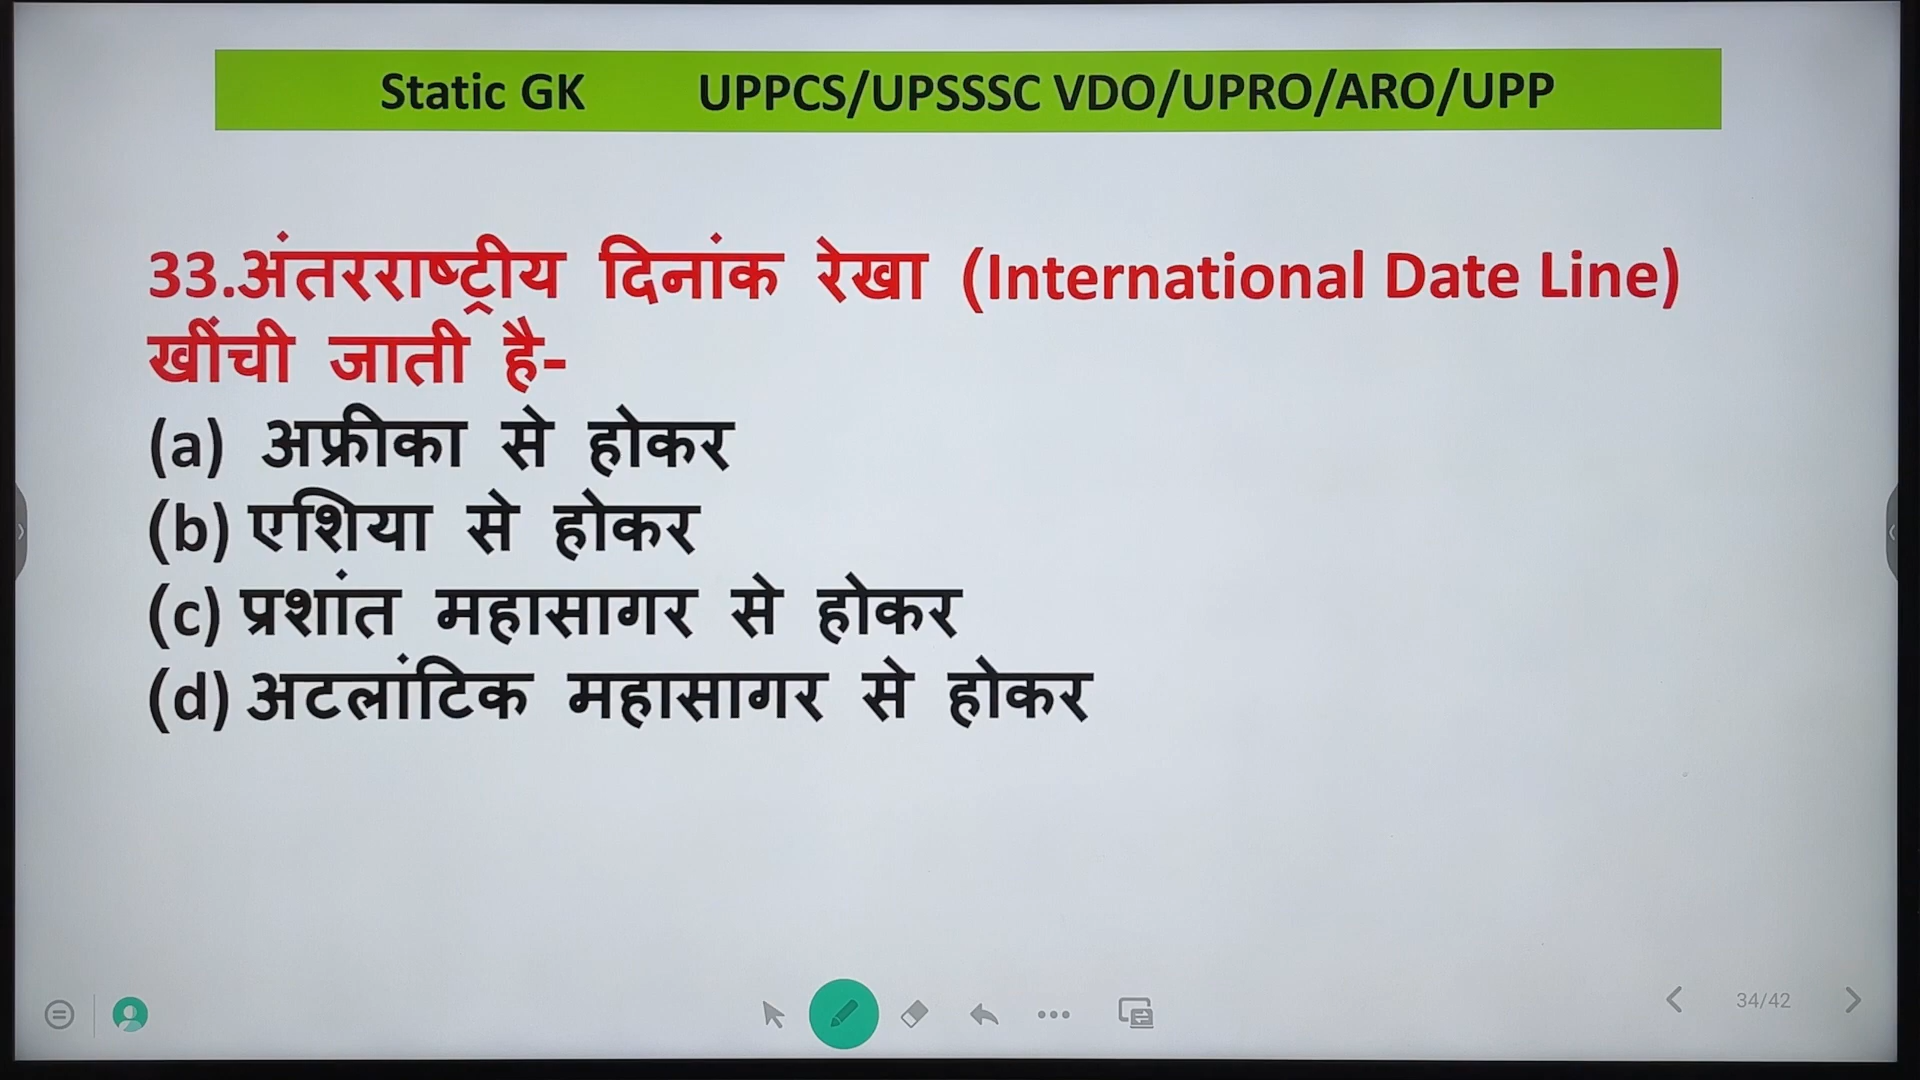 Static GK UPPCS/UPSSSC VDO/UPRO/ARO/UPP
33.अंतरराष्ट्रीय दिनांक रेखा (International Date Line)
खींची जाती है-
(a) अफ्रीका से होकर
(b) एशिया से होकर
(c) प्रशांत महासागर से होकर
(d) अटलांटिक महासागर से होकर
34/42